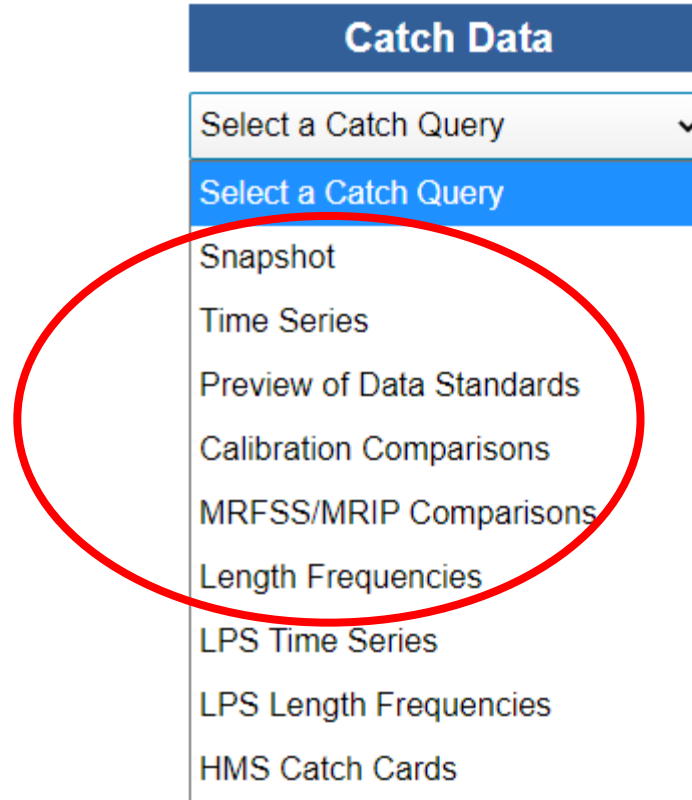 Catch Data
Select a Catch Query
Select a Catch Query
Snapshot
Time Series
Preview of Data Standards
Calibration Comparisons
MRFSS/MRIP Comparisons
Length Frequencies
LPS Time Series
LPS Length Frequencies
HMS Catch Cards